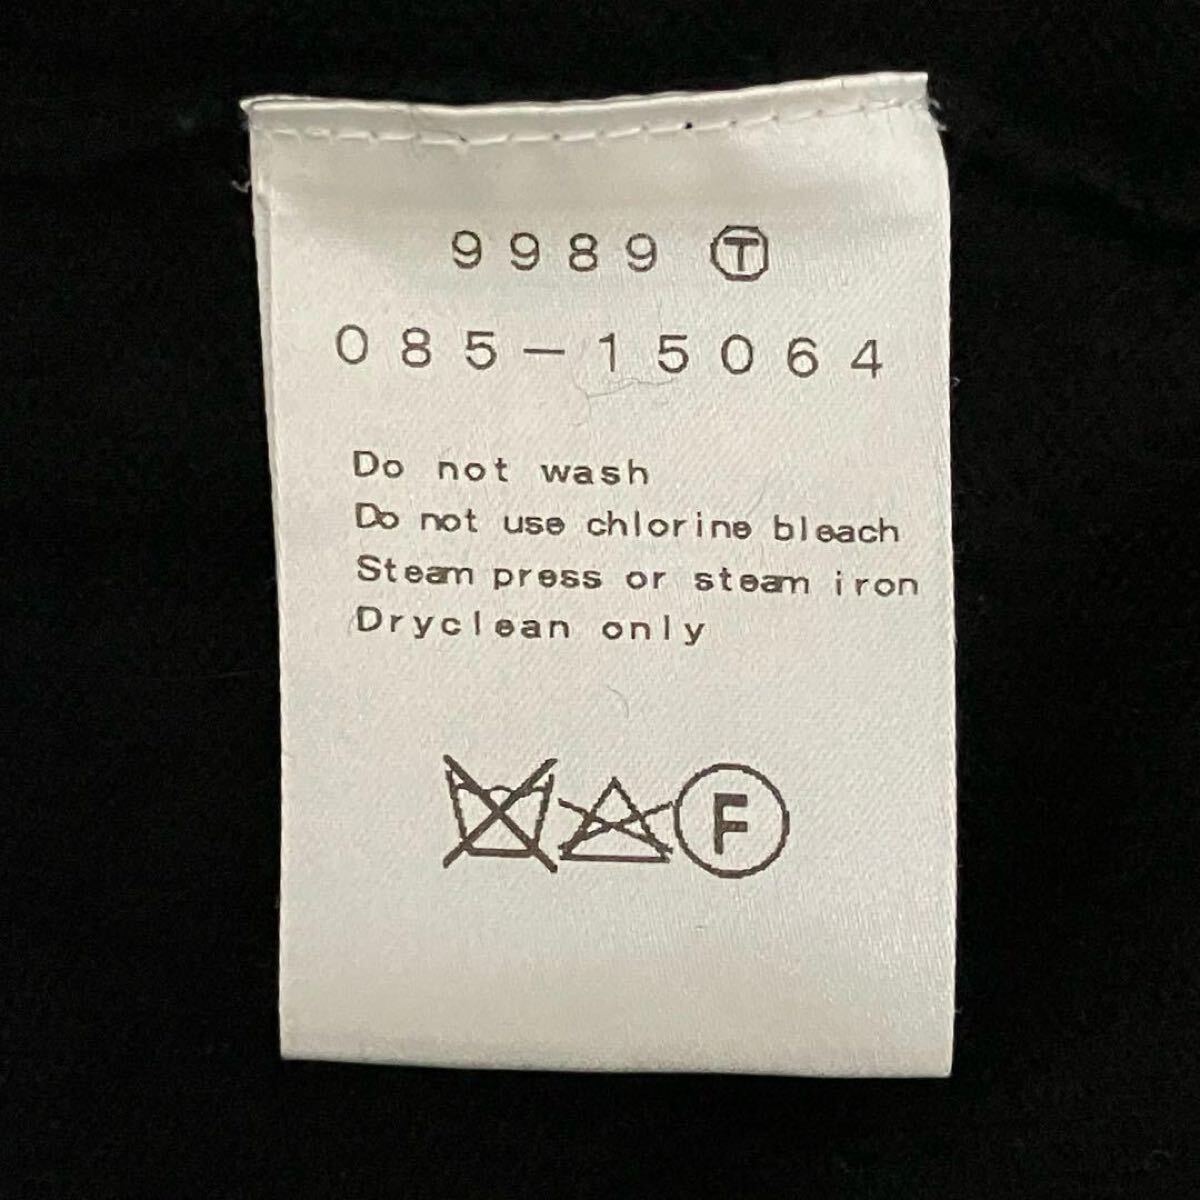 9989 Ⓣ
085-15064
Do not wash
Do not use chlorine bleach
Steam press or steam iron
Dryclean only
F